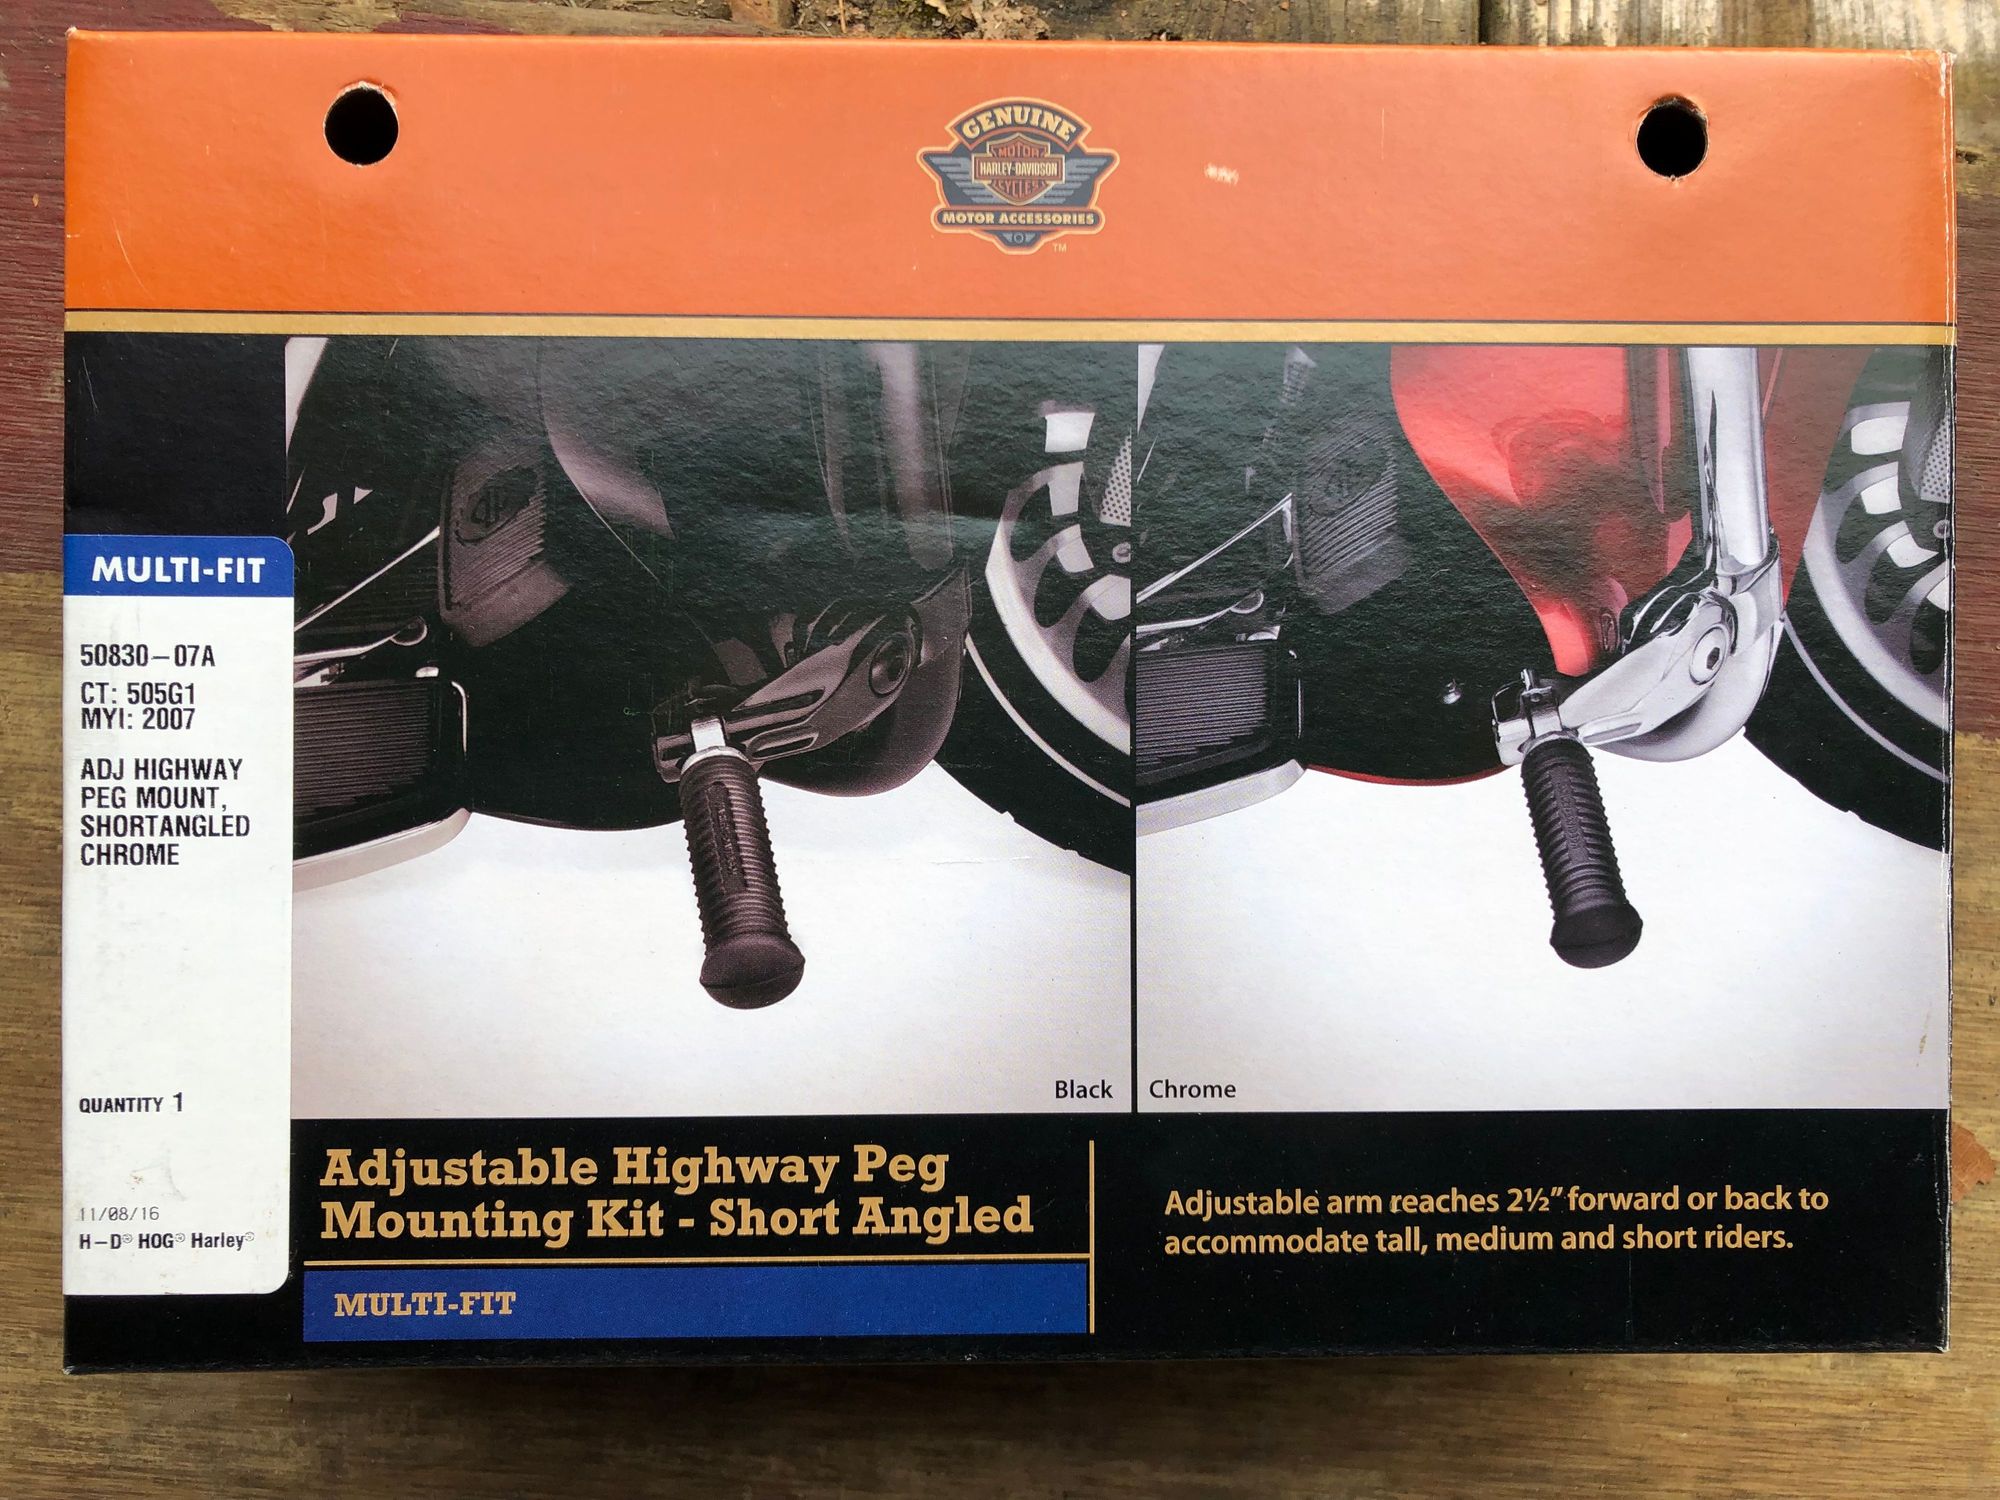 GENUINE
MOTOR
HARLEY-DAVIDSON
CYCLES
MOTOR ACCESSORIES
TM
MULTI-FIT
50830-07A
CT: 505G1
MYI: 2007
ADJ HIGHWAY
PEG MOUNT,
SHORTANGLED
CHROME
QUANTITY 1
11/08/16
H-D® HOG® Harley®
Black
Chrome
Adjustable Highway Peg
Mounting Kit - Short Angled
MULTI-FIT
Adjustable arm reaches 2½" forward or back to
accommodate tall, medium and short riders.